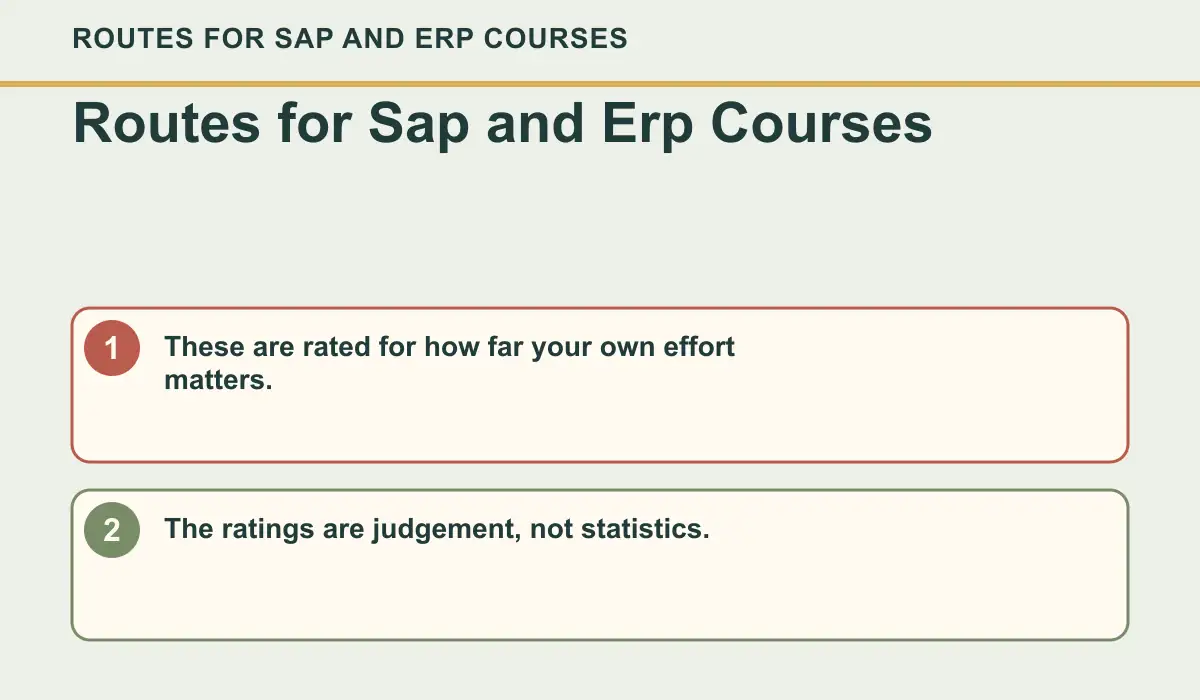 ROUTES FOR SAP AND ERP COURSES
Routes for Sap and Erp Courses
1
These are rated for how far your own effort
matters.
2
The ratings are judgement, not statistics.